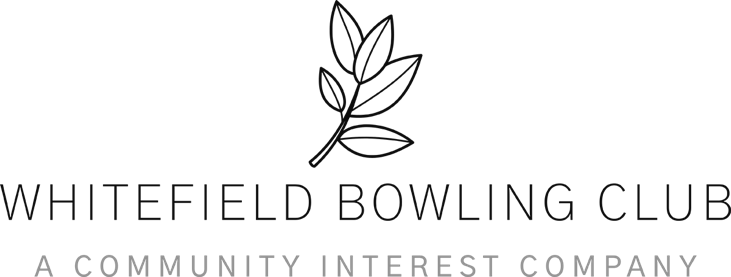 WHITEFIELD BOWLING CLUB
A COMMUNITY INTEREST COMPANY